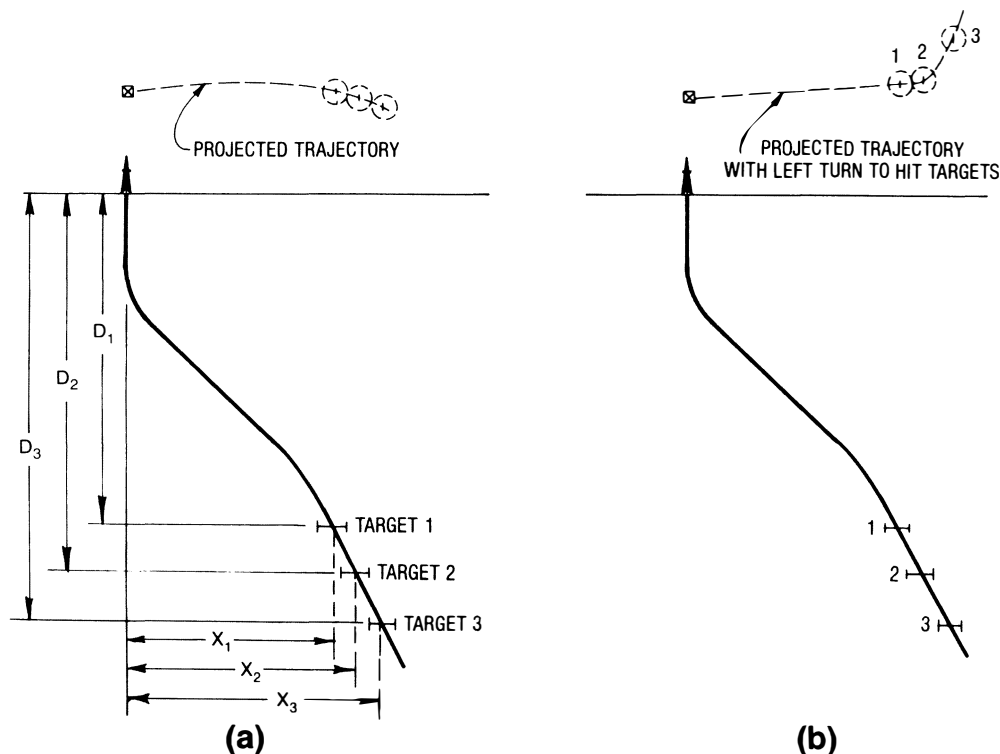 PROJECTED TRAJECTORY
D₁
D₂
D₃
TARGET 1
TARGET 2
TARGET 3
X₁
X₂
X₃
(a)
1
2
3
PROJECTED TRAJECTORY
WITH LEFT TURN TO HIT TARGETS
1
2
3
(b)